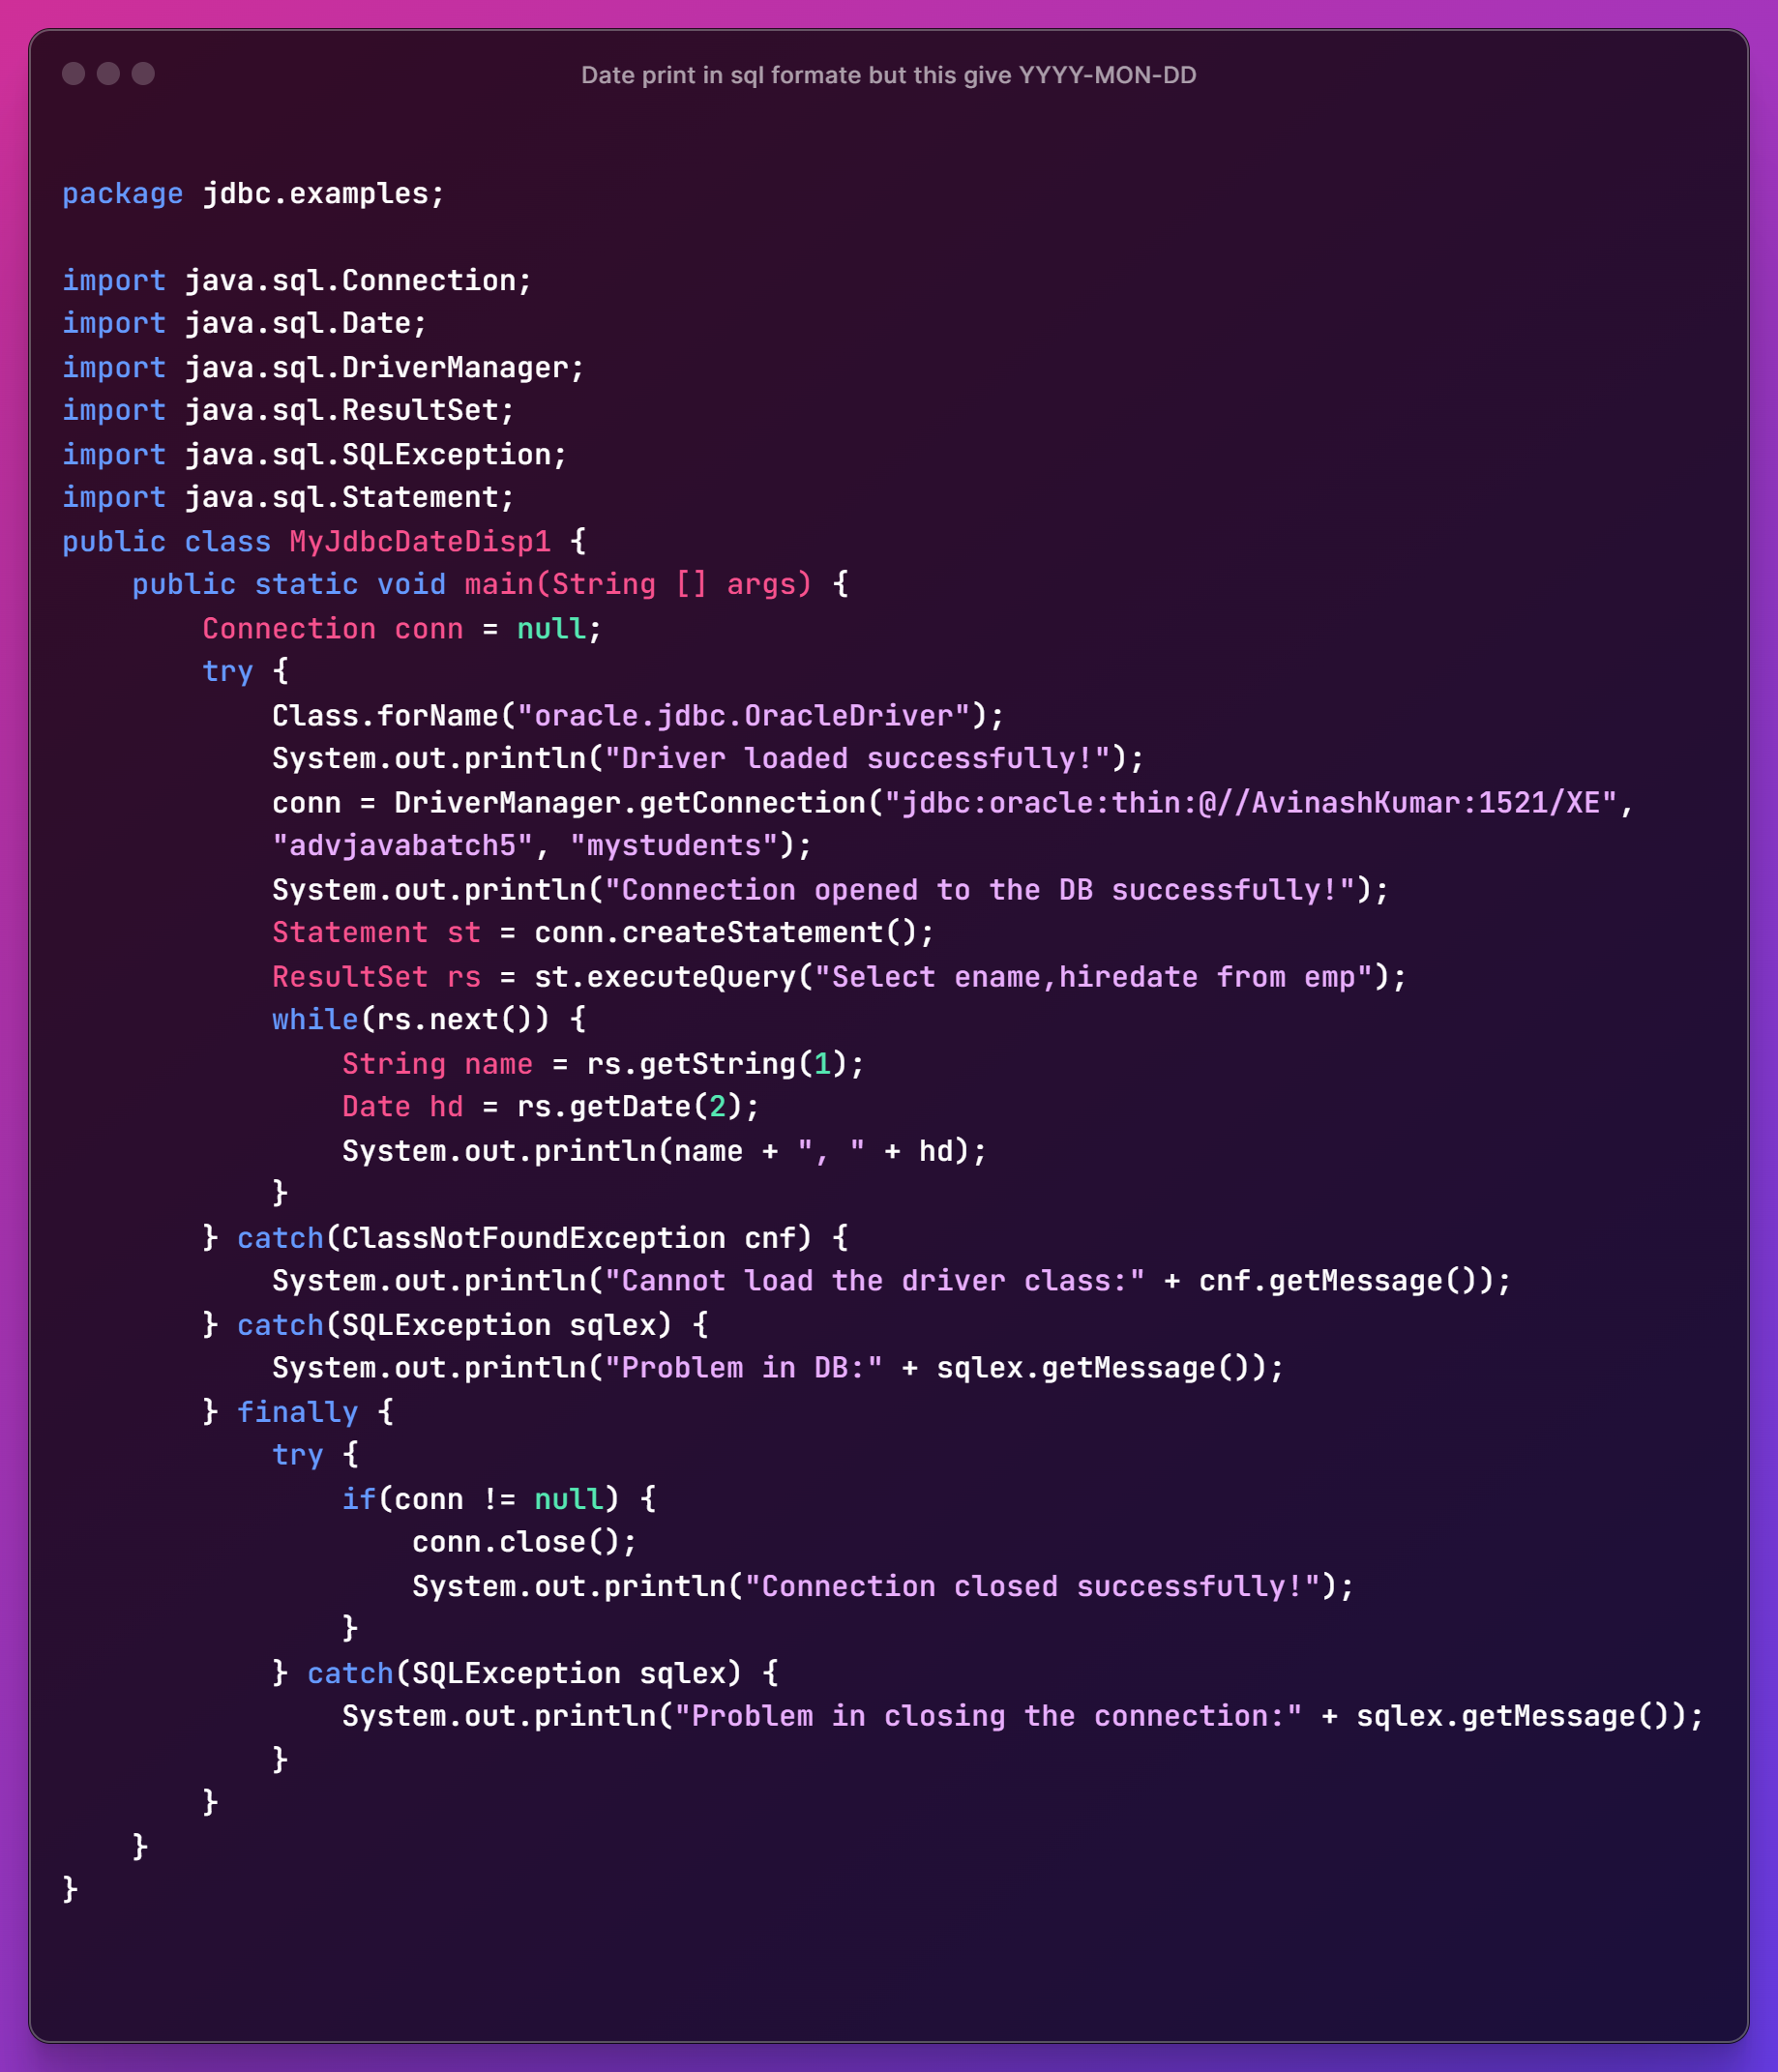 Date print in sql formate but this give YYYY-MON-DD
package jdbc.examples;
import java.sql.Connection;
import java.sql.Date;
import java.sql.DriverManager;
import java.sql.ResultSet;
import java.sql.SQLException;
import java.sql.Statement;
public class MyJdbcDateDisp1 {
    public static void main(String [] args) {
        Connection conn = null;
        try {
            Class.forName("oracle.jdbc.OracleDriver");
            System.out.println("Driver loaded successfully!");
            conn = DriverManager.getConnection("jdbc:oracle:thin:@//AvinashKumar:1521/XE",
            "advjavabatch5", "mystudents");
            System.out.println("Connection opened to the DB successfully!");
            Statement st = conn.createStatement();
            ResultSet rs = st.executeQuery("Select ename,hiredate from emp");
            while(rs.next()) {
                String name = rs.getString(1);
                Date hd = rs.getDate(2);
                System.out.println(name + ", " + hd);
            }
        } catch(ClassNotFoundException cnf) {
            System.out.println("Cannot load the driver class:" + cnf.getMessage());
        } catch(SQLException sqlex) {
            System.out.println("Problem in DB:" + sqlex.getMessage());
        } finally {
            try {
                if(conn != null) {
                    conn.close();
                    System.out.println("Connection closed successfully!");
                }
            } catch(SQLException sqlex) {
                System.out.println("Problem in closing the connection:" + sqlex.getMessage());
            }
        }
    }
}